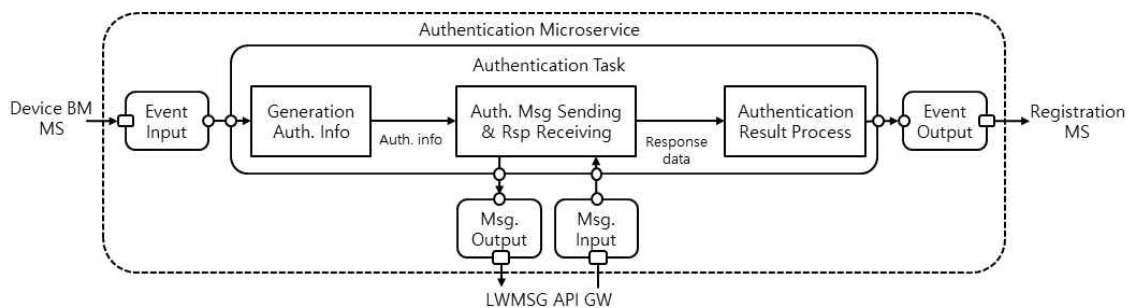 Authentication Microservice
Authentication Task
Device BM
MS
Event
Input
Generation
Auth. Info
Auth. info
Auth. Msg Sending
& Rsp Receiving
Response
data
Authentication
Result Process
Event
Output
Registration
MS
Msg.
Output
Msg.
Input
LWMSG API GW